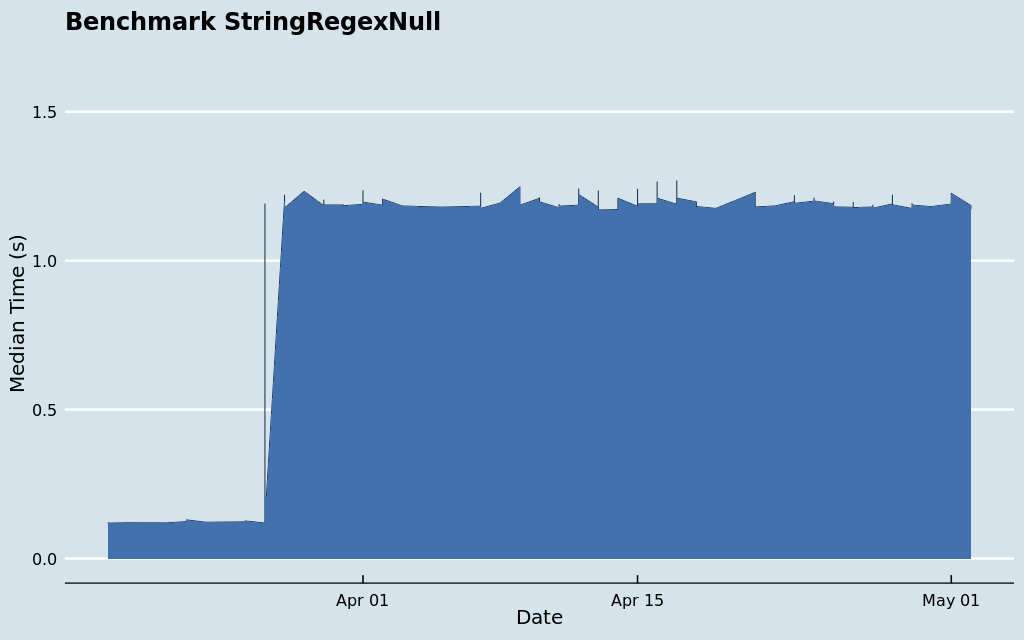 Benchmark StringRegexNull
1.5
1.0
0.5
0.0
Median Time (s)
Apr 01
Apr 15
May 01
Date